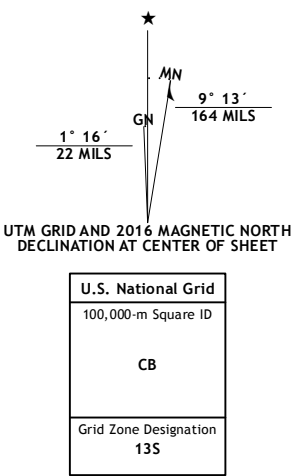 MN
GN
9° 13´
164 MILS
1° 16´
22 MILS
UTM GRID AND 2016 MAGNETIC NORTH
DECLINATION AT CENTER OF SHEET
U.S. National Grid
100,000-m Square ID
CB
Grid Zone Designation
13S